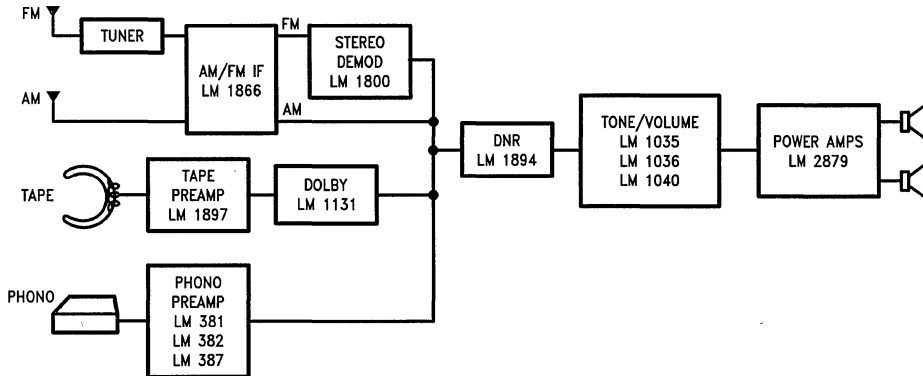 FM
TUNER
AM/FM IF
LM 1866
FM
STEREO
DEMOD
LM 1800
AM
AM
TAPE
TAPE
PREAMP
LM 1897
DOLBY
LM 1131
PHONO
PHONO
PREAMP
LM 381
LM 382
LM 387
DNR
LM 1894
TONE/VOLUME
LM 1035
LM 1036
LM 1040
POWER AMPS
LM 2879